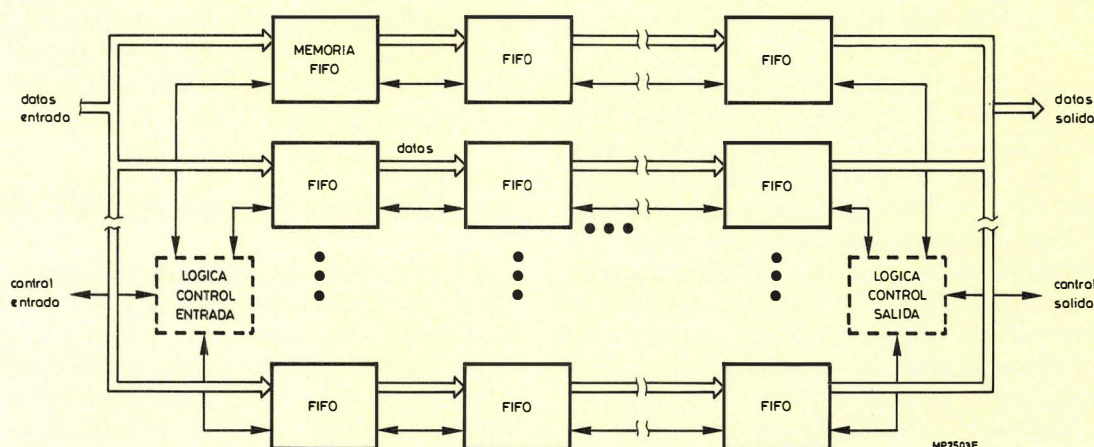 MEMORIA
FIFO
FIFO
FIFO
datos
entrada
datos
salida
datos
FIFO
FIFO
FIFO
control
entrada
LOGICA
CONTROL
ENTRADA
LOGICA
CONTROL
SALIDA
control
salida
FIFO
FIFO
FIFO
MP2503E